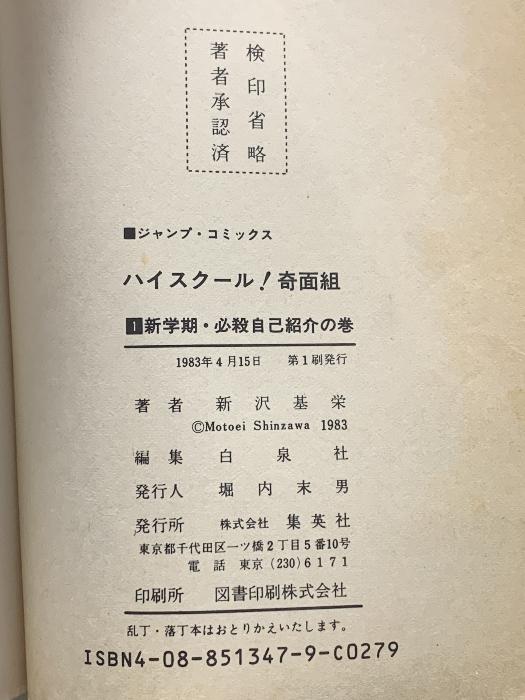 検印省略
著者承認済
■ジャンプ・コミックス
ハイスクール!奇面組
1新学期・必殺自己紹介の巻
1983年4月15日 第1刷発行
著者 新沢基栄
©Motoei Shinzawa 1983
編集 白泉社
発行人 堀内末男
発行所 株式会社 集英社
東京都千代田区一ツ橋2丁目5番10号
電話 東京(230)6171
印刷所 図書印刷株式会社
乱丁・落丁本はおとりかえいたします。
ISBN4-08-851347-9-C0279